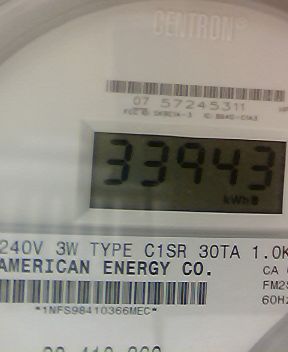 CENTRON®
07 57245311
33943
kWh
240V 3W TYPE C1SR 30TA 1.0K
AMERICAN ENERGY CO.
CA
FM2S
60Hz
*1NFS98410366MEC*